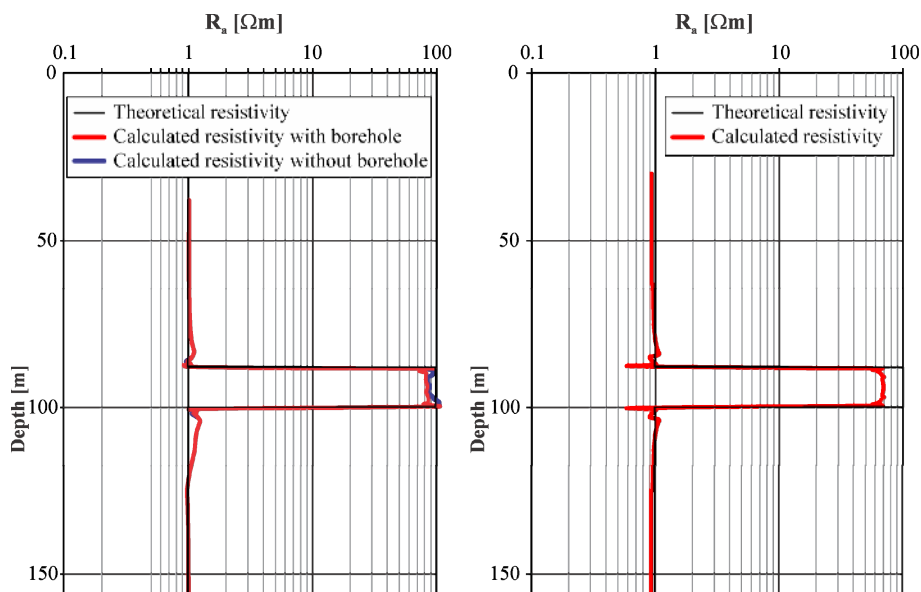 Rₐ [Ωm]
0.1 1 10 100
0
Theoretical resistivity
Calculated resistivity with borehole
Calculated resistivity without borehole
50
100
150
Depth [m]
Rₐ [Ωm]
0.1 1 10 100
0
Theoretical resistivity
Calculated resistivity
50
100
150
Depth [m]